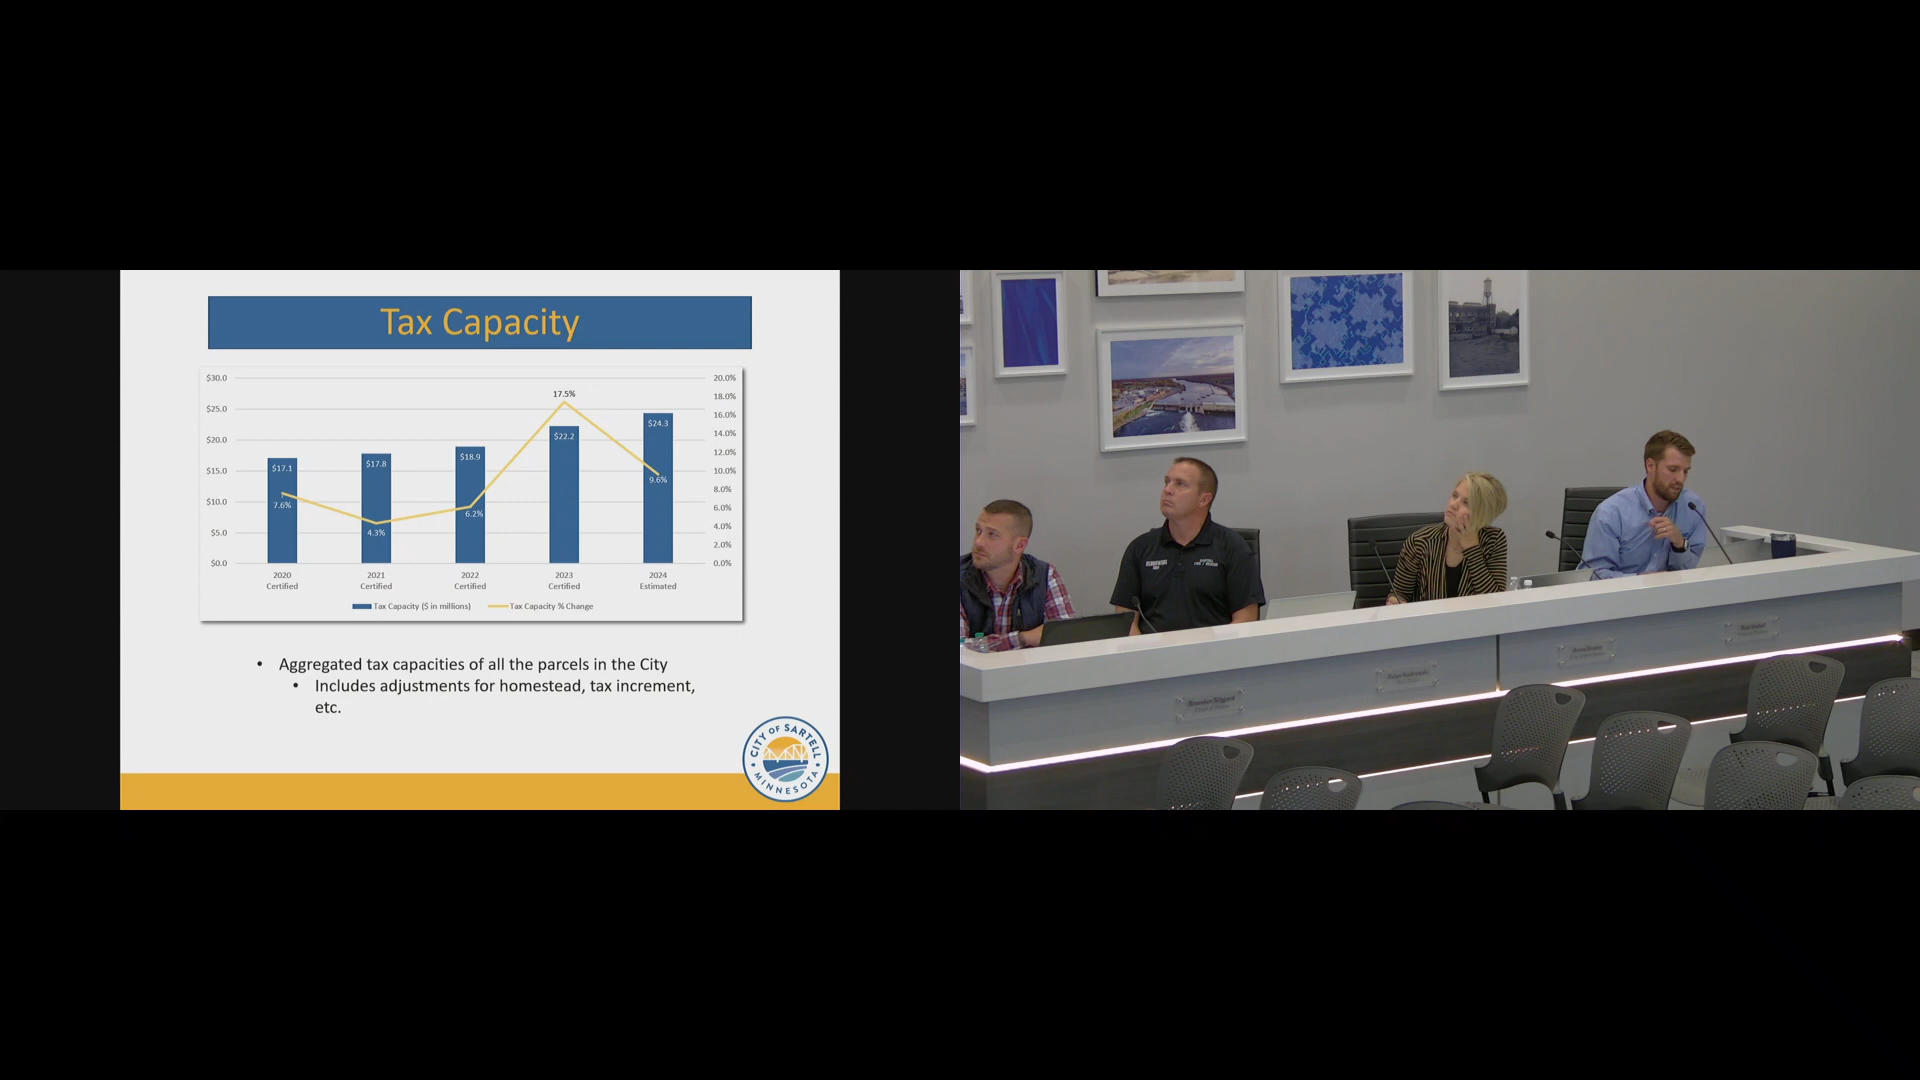 Tax Capacity
$30.0
$25.0
$20.0
$15.0
$10.0
$5.0
$0.0
20.0%
18.0%
16.0%
14.0%
12.0%
10.0%
8.0%
6.0%
4.0%
2.0%
0.0%
$17.1
$17.8
$18.9
$22.2
$24.3
7.6%
4.3%
6.2%
17.5%
9.6%
2020
Certified
2021
Certified
2022
Certified
2023
Certified
2024
Estimated
Tax Capacity ($ in millions)
Tax Capacity % Change
• Aggregated tax capacities of all the parcels in the City
• Includes adjustments for homestead, tax increment,
etc.
CITY OF SARTELL
MINNESOTA